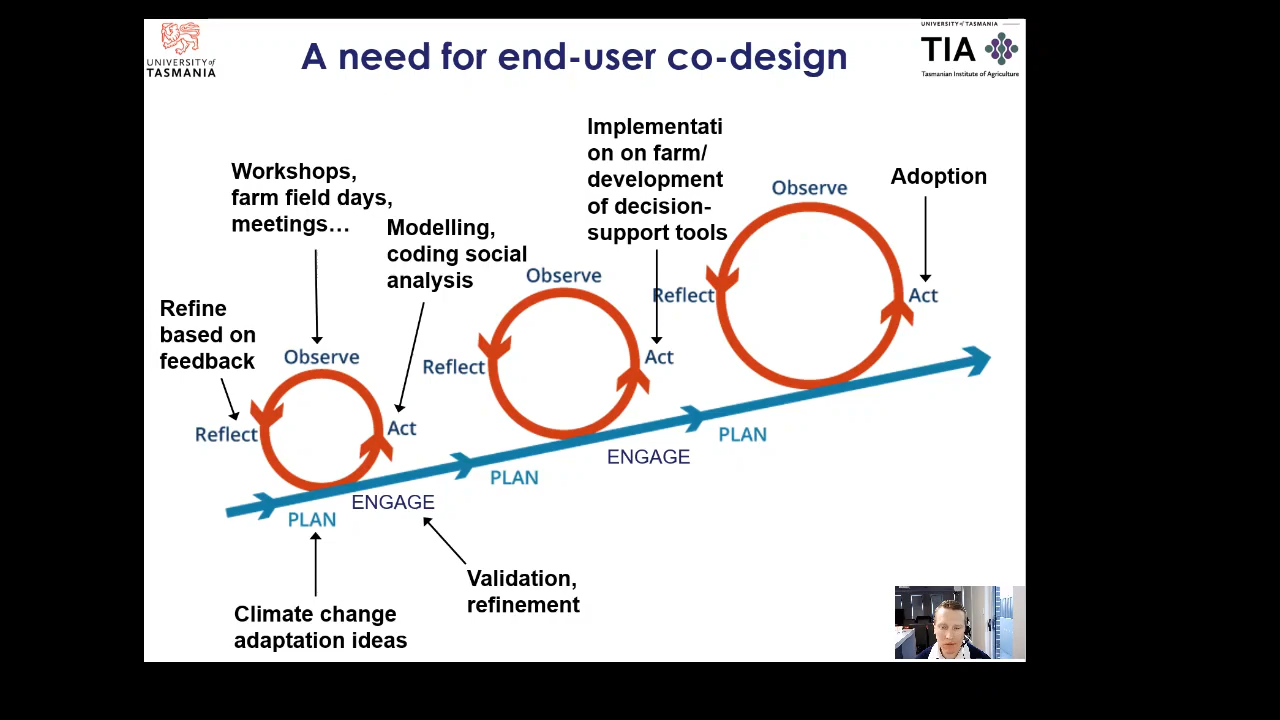 UNIVERSITY of
TASMANIA
A need for end-user co-design
UNIVERSITY of TASMANIA
TIA
Tasmanian Institute of Agriculture
Workshops,
farm field days,
meetings…
Modelling,
coding social
analysis
Implementati
on on farm/
development
of decision-
support tools
Adoption
Refine
based on
feedback
Observe
Reflect
Act
PLAN
ENGAGE
Observe
Reflect
Act
PLAN
ENGAGE
Observe
Reflect
Act
PLAN
Climate change
adaptation ideas
Validation,
refinement